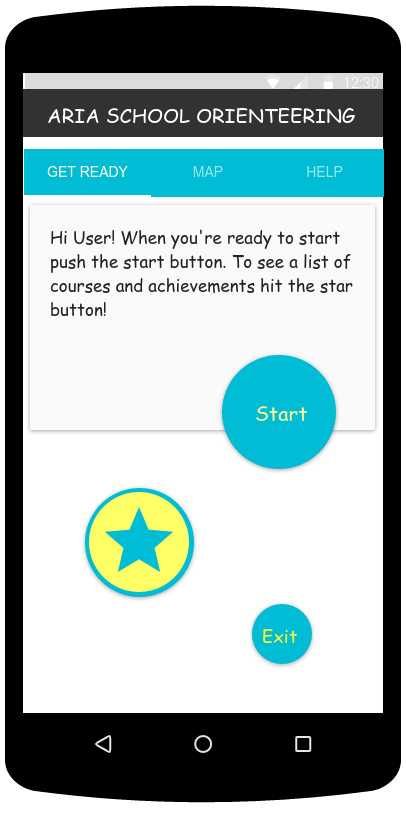 12:30
ARIA SCHOOL ORIENTEERING
GET READY MAP HELP
Hi User! When you're ready to start
push the start button. To see a list of
courses and achievements hit the star
button!
Start
Exit